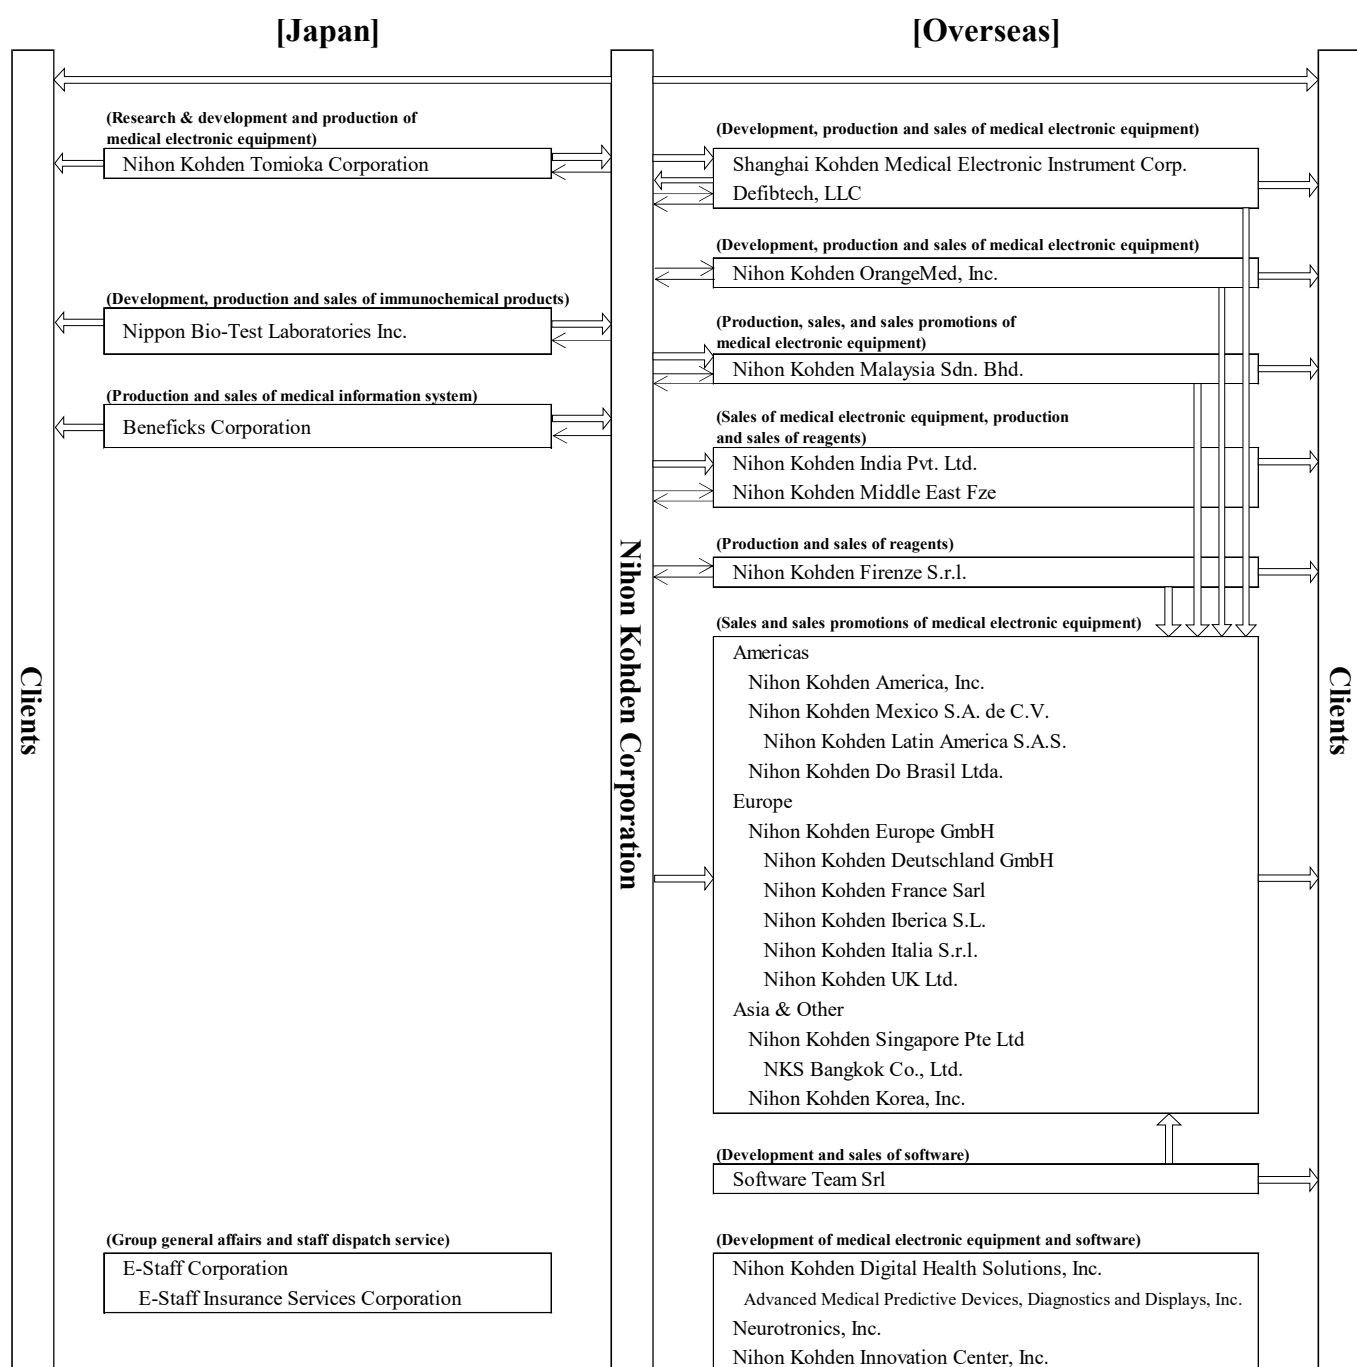 [Japan]
[Overseas]
Clients
(Research & development and production of
medical electronic equipment)
Nihon Kohden Tomioka Corporation
(Development, production and sales of immunochemical products)
Nippon Bio-Test Laboratories Inc.
(Production and sales of medical information system)
Beneficks Corporation
(Group general affairs and staff dispatch service)
E-Staff Corporation
E-Staff Insurance Services Corporation
Nihon Kohden Corporation
(Development, production and sales of medical electronic equipment)
Shanghai Kohden Medical Electronic Instrument Corp.
Defibtech, LLC
(Development, production and sales of medical electronic equipment)
Nihon Kohden OrangeMed, Inc.
(Production, sales, and sales promotions of
medical electronic equipment)
Nihon Kohden Malaysia Sdn. Bhd.
(Sales of medical electronic equipment, production
and sales of reagents)
Nihon Kohden India Pvt. Ltd.
Nihon Kohden Middle East Fze
(Production and sales of reagents)
Nihon Kohden Firenze S.r.l.
(Sales and sales promotions of medical electronic equipment)
Americas
Nihon Kohden America, Inc.
Nihon Kohden Mexico S.A. de C.V.
Nihon Kohden Latin America S.A.S.
Nihon Kohden Do Brasil Ltda.
Europe
Nihon Kohden Europe GmbH
Nihon Kohden Deutschland GmbH
Nihon Kohden France Sarl
Nihon Kohden Iberica S.L.
Nihon Kohden Italia S.r.l.
Nihon Kohden UK Ltd.
Asia & Other
Nihon Kohden Singapore Pte Ltd
NKS Bangkok Co., Ltd.
Nihon Kohden Korea, Inc.
(Development and sales of software)
Software Team Srl
(Development of medical electronic equipment and software)
Nihon Kohden Digital Health Solutions, Inc.
Advanced Medical Predictive Devices, Diagnostics and Displays, Inc.
Neurotronics, Inc.
Nihon Kohden Innovation Center, Inc.
Clients